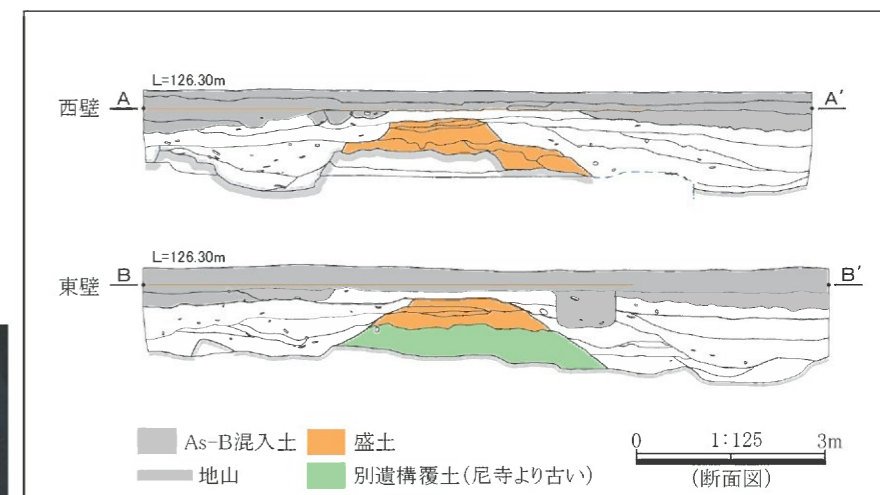 L=126.30m
西壁 A A′
L=126.30m
東壁 B B′
As-B混入土 盛土
地山 別遺構覆土(尼寺より古い)
0 1:125 3m
(断面図)